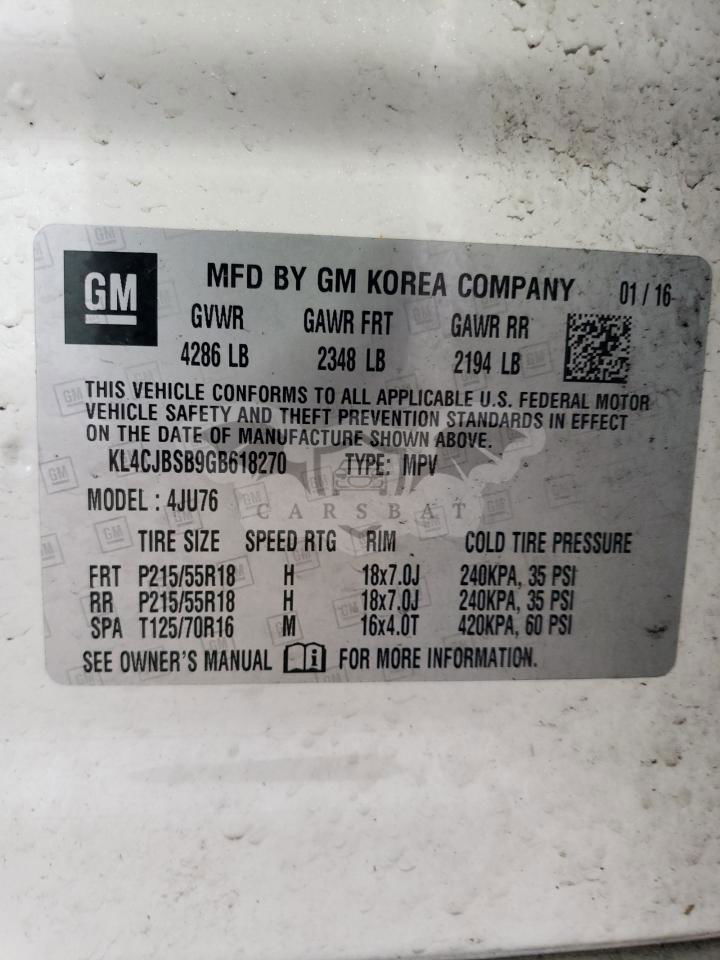 GM
MFD BY GM KOREA COMPANY 01 / 16
GVWR GAWR FRT GAWR RR
4286 LB 2348 LB 2194 LB
THIS VEHICLE CONFORMS TO ALL APPLICABLE U.S. FEDERAL MOTOR
VEHICLE SAFETY AND THEFT PREVENTION STANDARDS IN EFFECT
ON THE DATE OF MANUFACTURE SHOWN ABOVE.
KL4CJBSB9GB618270 TYPE: MPV
MODEL : 4JU76
CARSBAT
TIRE SIZE SPEED RTG RIM COLD TIRE PRESSURE
FRT P215/55R18 H 18x7.0J 240KPA, 35 PSI
RR P215/55R18 H 18x7.0J 240KPA, 35 PSI
SPA T125/70R16 M 16x4.0T 420KPA, 60 PSI
SEE OWNER'S MANUAL i FOR MORE INFORMATION.